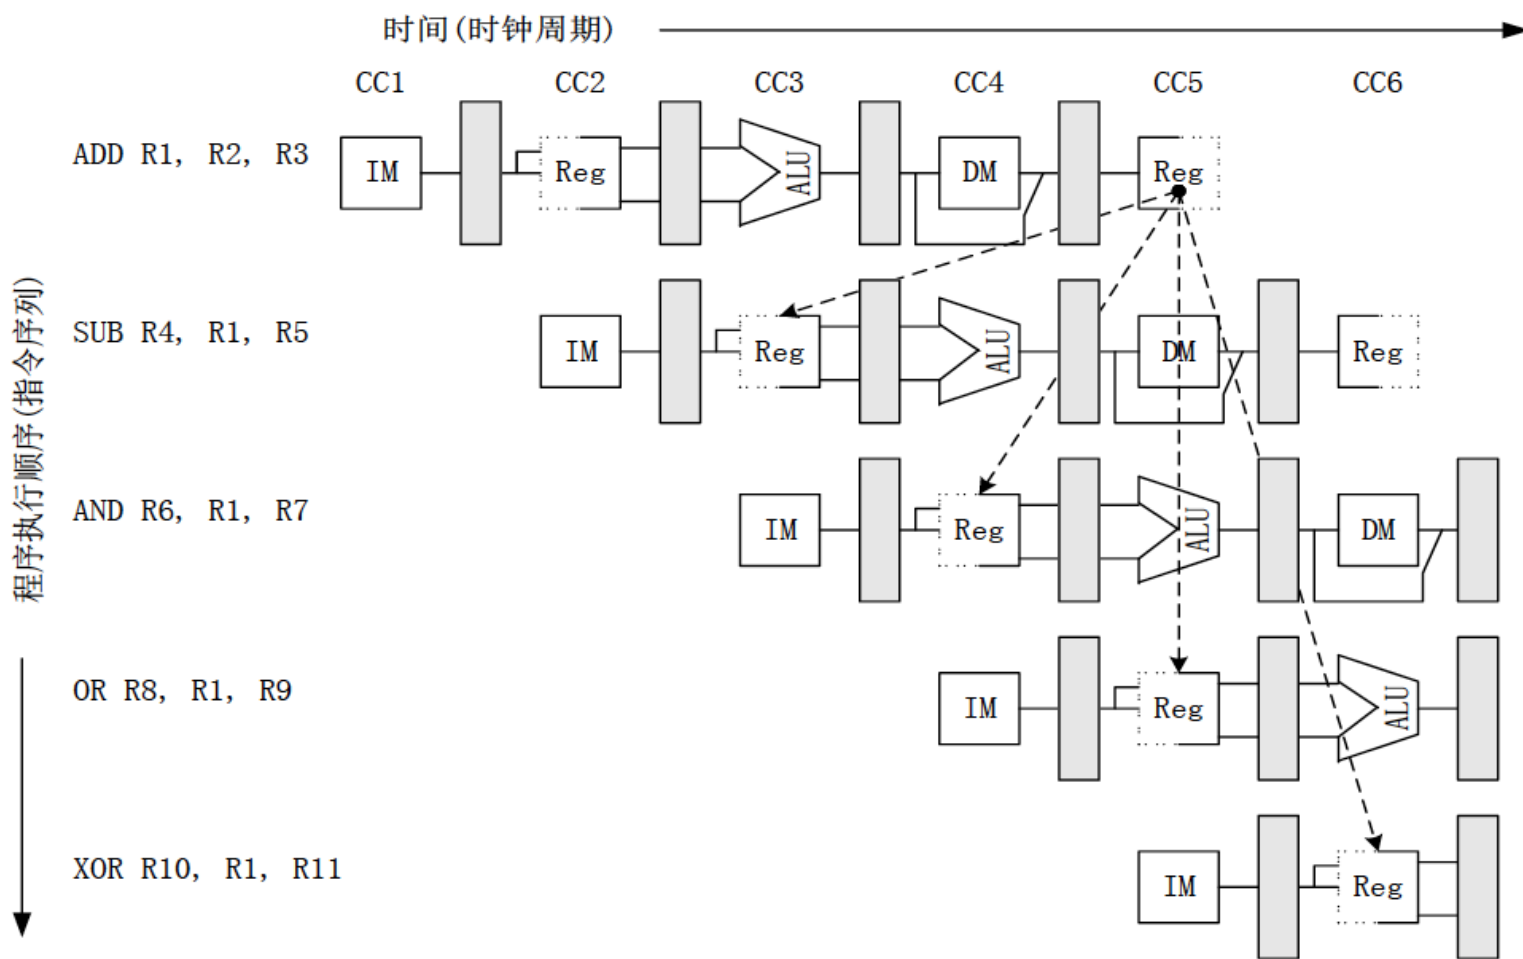 时间(时钟周期)
CC1 CC2 CC3 CC4 CC5 CC6
ADD R1, R2, R3
IM Reg ALU DM Reg
SUB R4, R1, R5
IM Reg ALU DM Reg
程序执行顺序(指令序列)
AND R6, R1, R7
IM Reg ALU DM
OR R8, R1, R9
IM Reg ALU
XOR R10, R1, R11
IM Reg